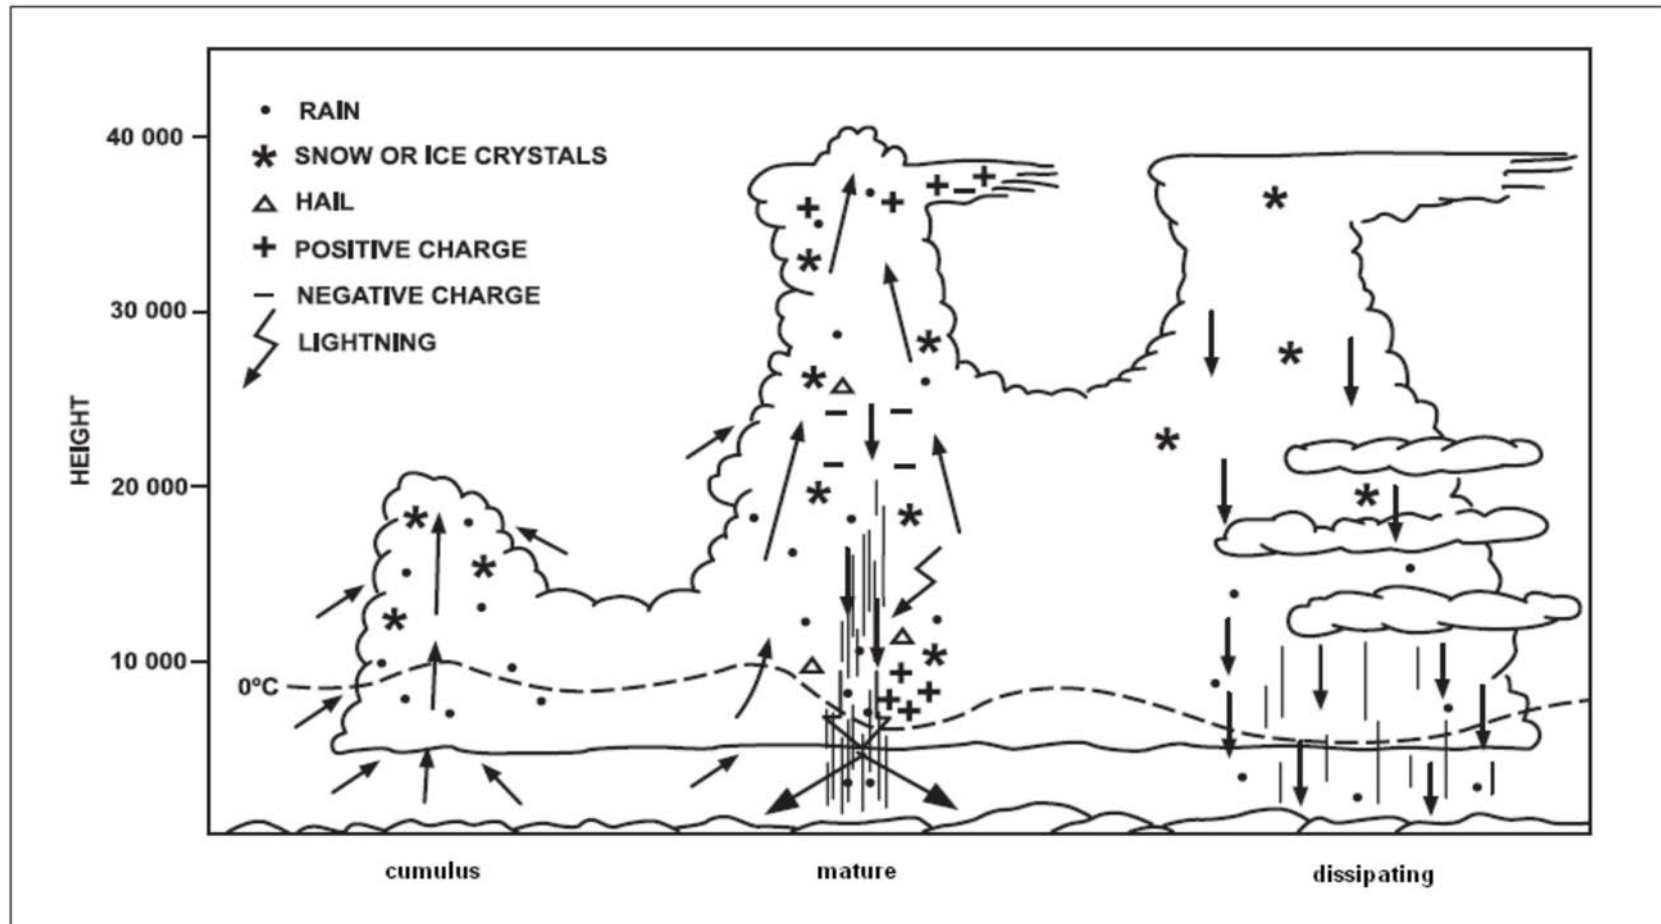 RAIN
SNOW OR ICE CRYSTALS
HAIL
POSITIVE CHARGE
NEGATIVE CHARGE
LIGHTNING
HEIGHT
40 000
30 000
20 000
10 000
0°C
cumulus
mature
dissipating